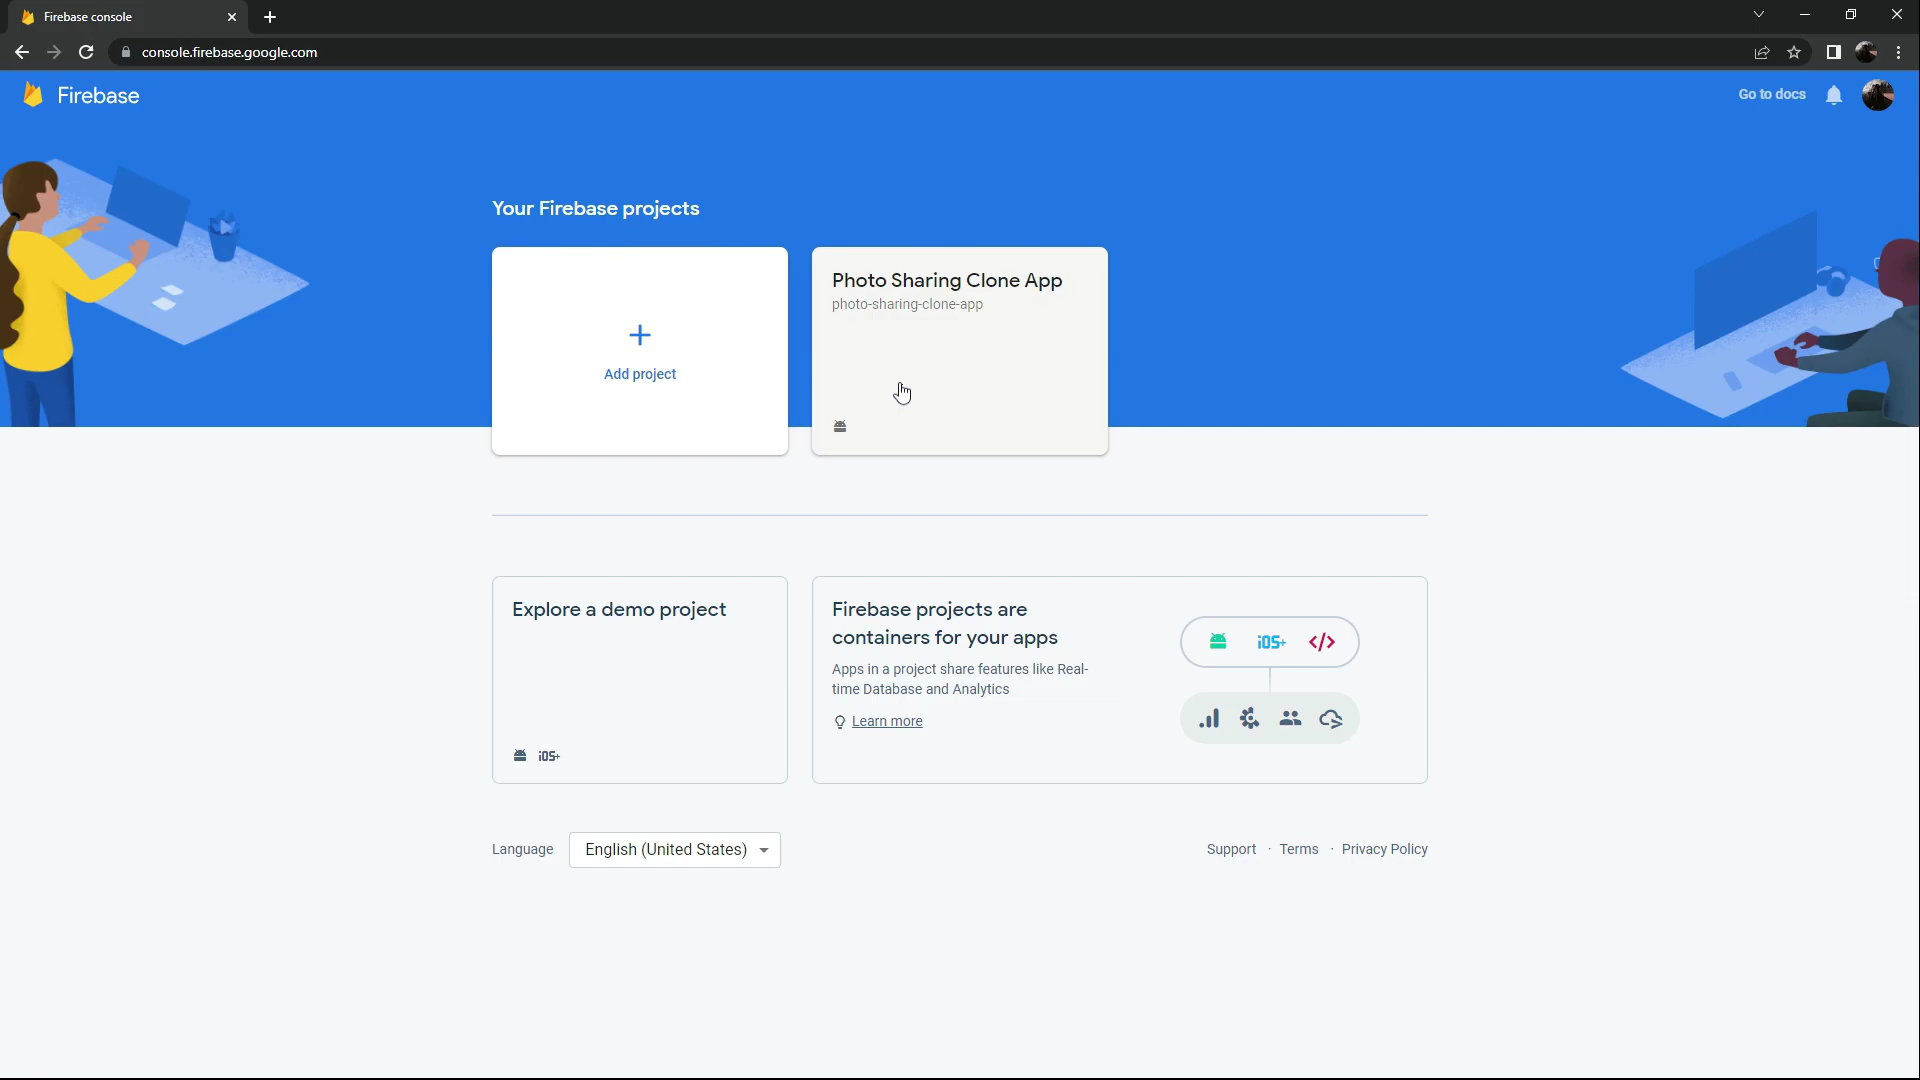 Firebase console
console.firebase.google.com
Firebase
Go to docs
Your Firebase projects
Add project
Photo Sharing Clone App
photo-sharing-clone-app
Explore a demo project
iOS+
Firebase projects are
containers for your apps
Apps in a project share features like Real-
time Database and Analytics
Learn more
iOS+
Language
English (United States)
Support · Terms · Privacy Policy